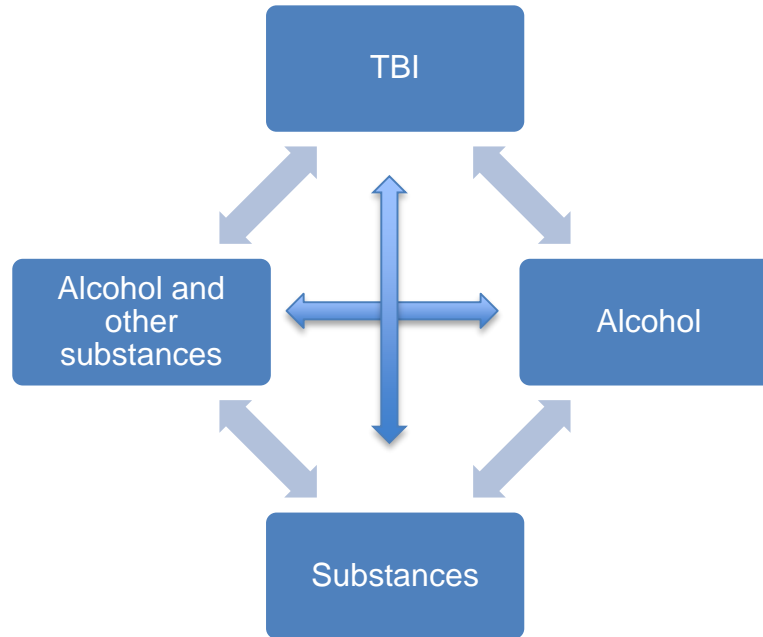 TBI
Alcohol and
other
substances
Alcohol
Substances